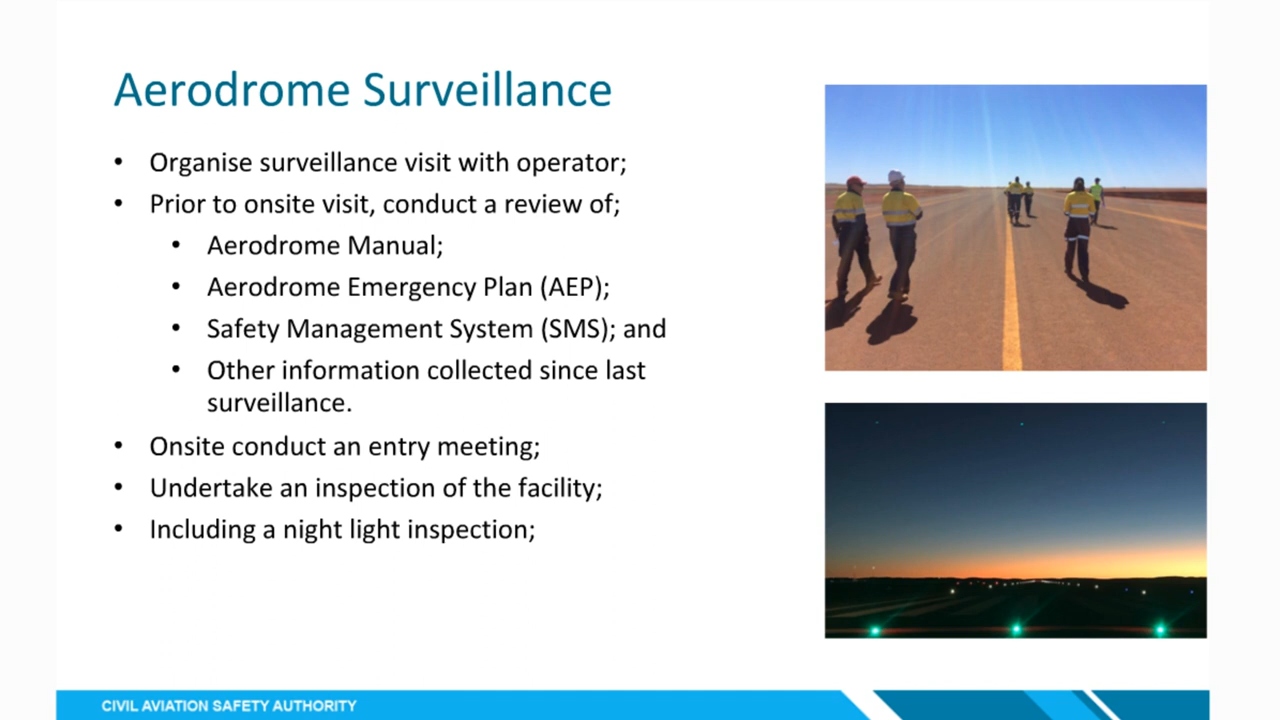 Aerodrome Surveillance
• Organise surveillance visit with operator;
• Prior to onsite visit, conduct a review of;
• Aerodrome Manual;
• Aerodrome Emergency Plan (AEP);
• Safety Management System (SMS); and
• Other information collected since last
surveillance.
• Onsite conduct an entry meeting;
• Undertake an inspection of the facility;
• Including a night light inspection;
CIVIL AVIATION SAFETY AUTHORITY